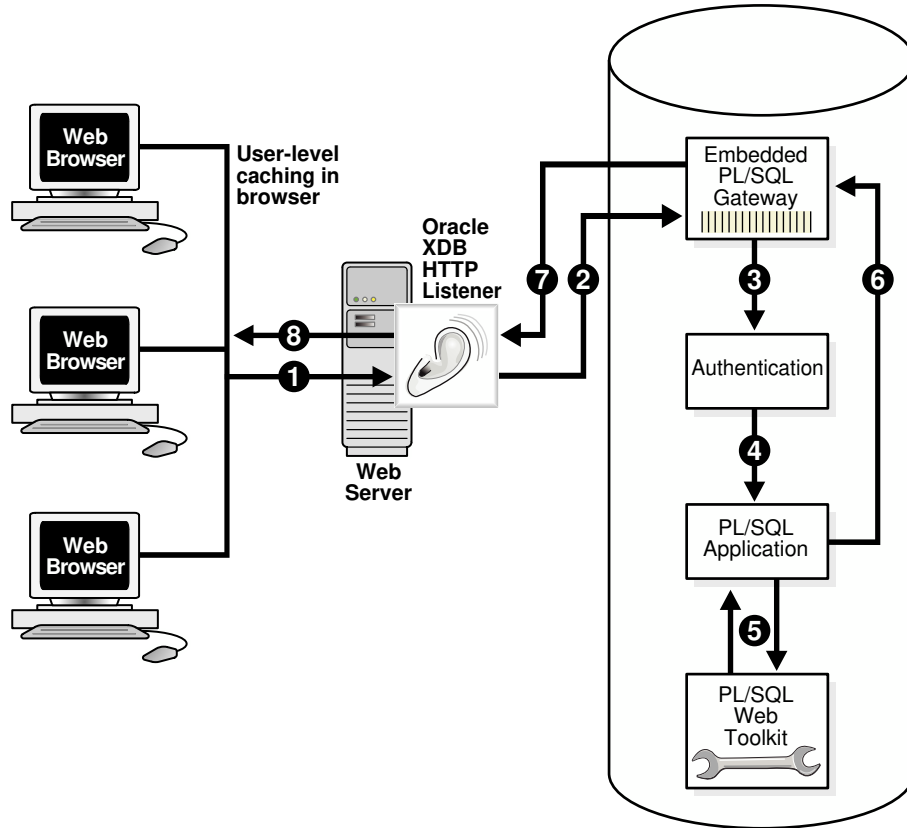 Web
Browser
User-level
caching in
browser
Oracle
XDB
HTTP
Listener
Embedded
PL/SQL
Gateway
7
2
3
6
Web
Browser
8
1
Authentication
4
Web
Server
Web
Browser
PL/SQL
Application
5
PL/SQL
Web
Toolkit